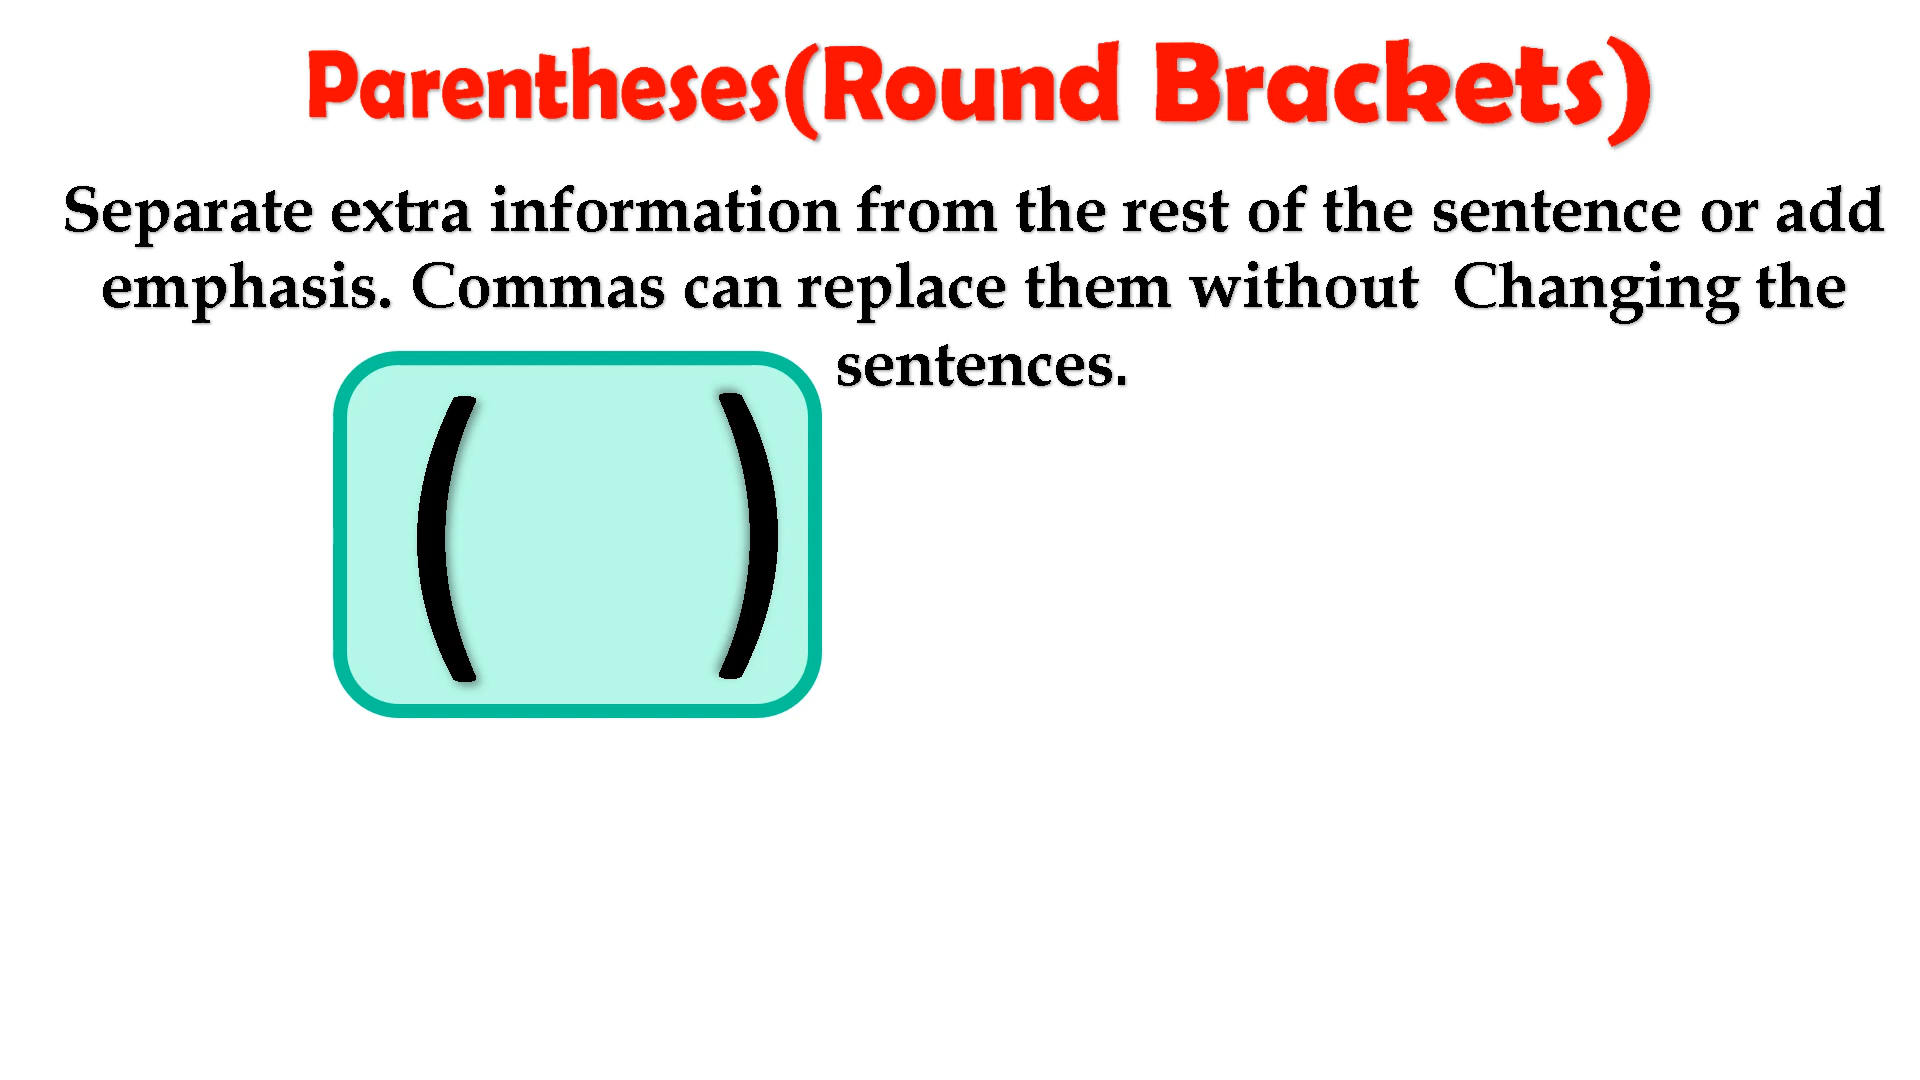 Parentheses(Round Brackets)
Separate extra information from the rest of the sentence or add
emphasis. Commas can replace them without  Changing the
sentences.
( )